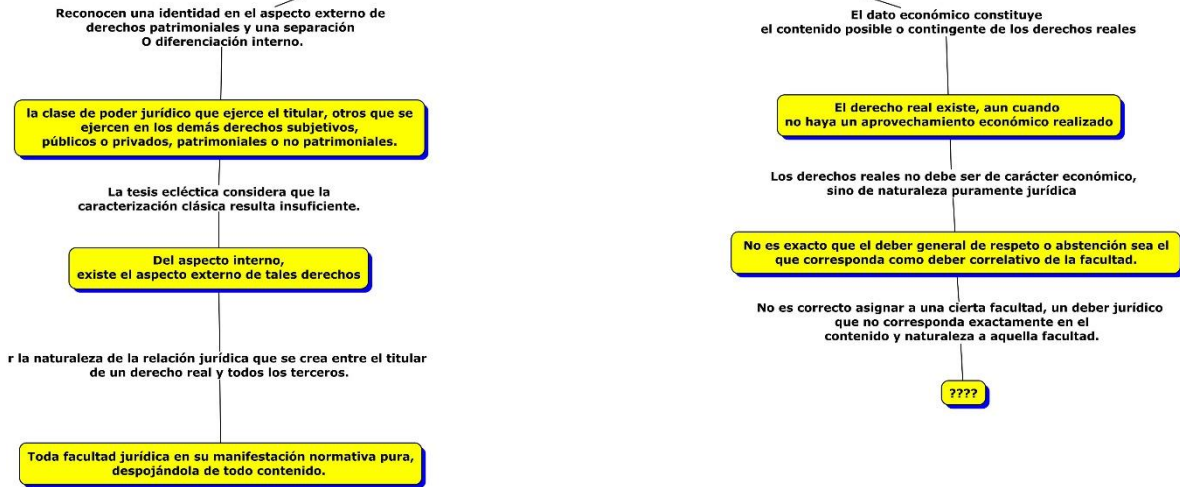 Reconocen una identidad en el aspecto externo de
derechos patrimoniales y una separación
O diferenciación interno.
la clase de poder jurídico que ejerce el titular, otros que se
ejercen en los demás derechos subjetivos,
públicos o privados, patrimoniales o no patrimoniales.
La tesis ecléctica considera que la
caracterización clásica resulta insuficiente.
Del aspecto interno,
existe el aspecto externo de tales derechos
r la naturaleza de la relación jurídica que se crea entre el titular
de un derecho real y todos los terceros.
Toda facultad jurídica en su manifestación normativa pura,
despojándola de todo contenido.
El dato económico constituye
el contenido posible o contingente de los derechos reales
El derecho real existe, aun cuando
no haya un aprovechamiento económico realizado
Los derechos reales no debe ser de carácter económico,
sino de naturaleza puramente jurídica
No es exacto que el deber general de respeto o abstención sea el
que corresponda como deber correlativo de la facultad.
No es correcto asignar a una cierta facultad, un deber jurídico
que no corresponda exactamente en el
contenido y naturaleza a aquella facultad.
????